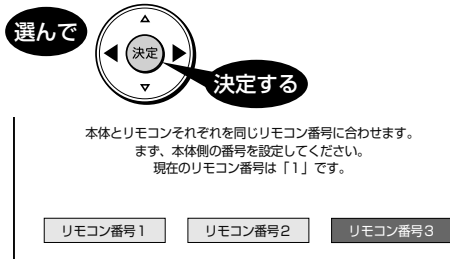 選んで
決定
決定する
本体とリモコンそれぞれを同じリモコン番号に合わせます。
まず、本体側の番号を設定してください。
現在のリモコン番号は「１」です。
リモコン番号１
リモコン番号２
リモコン番号３